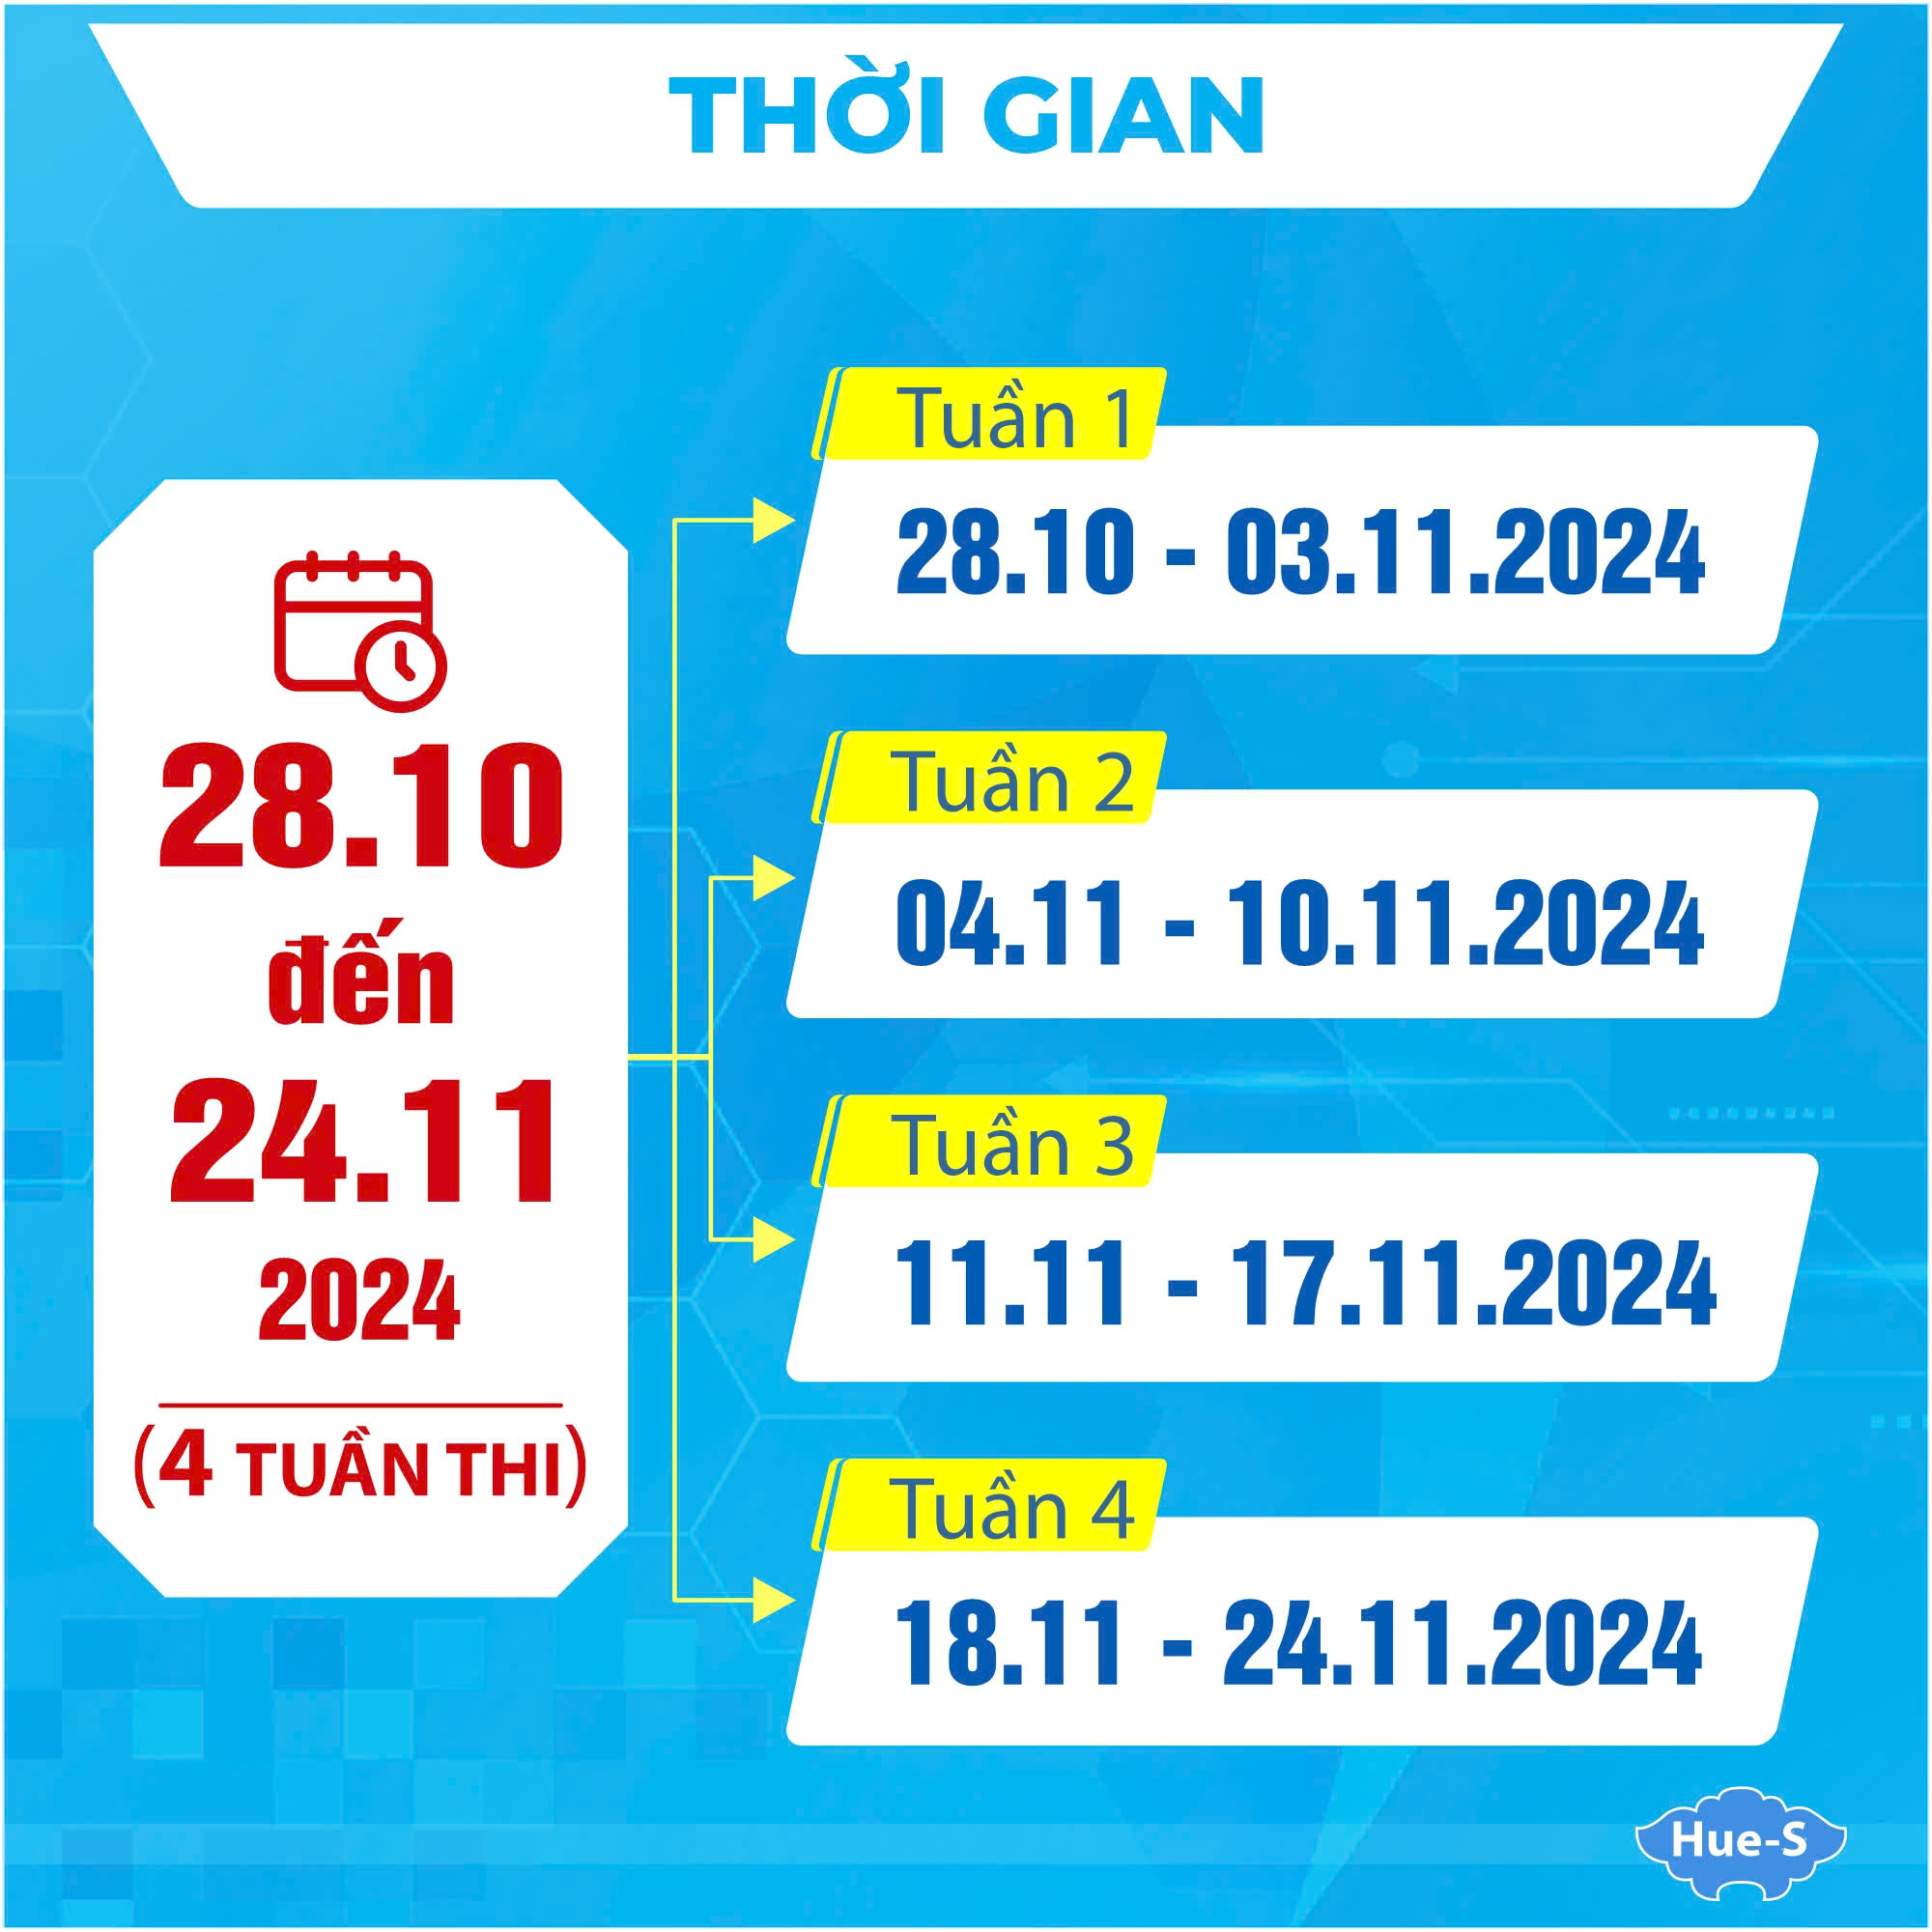 THỜI GIAN
28.10
đến
24.11
2024
(4 TUẦN THI)
Tuần 1
28.10 - 03.11.2024
Tuần 2
04.11 - 10.11.2024
Tuần 3
11.11 - 17.11.2024
Tuần 4
18.11 - 24.11.2024
Hue-S